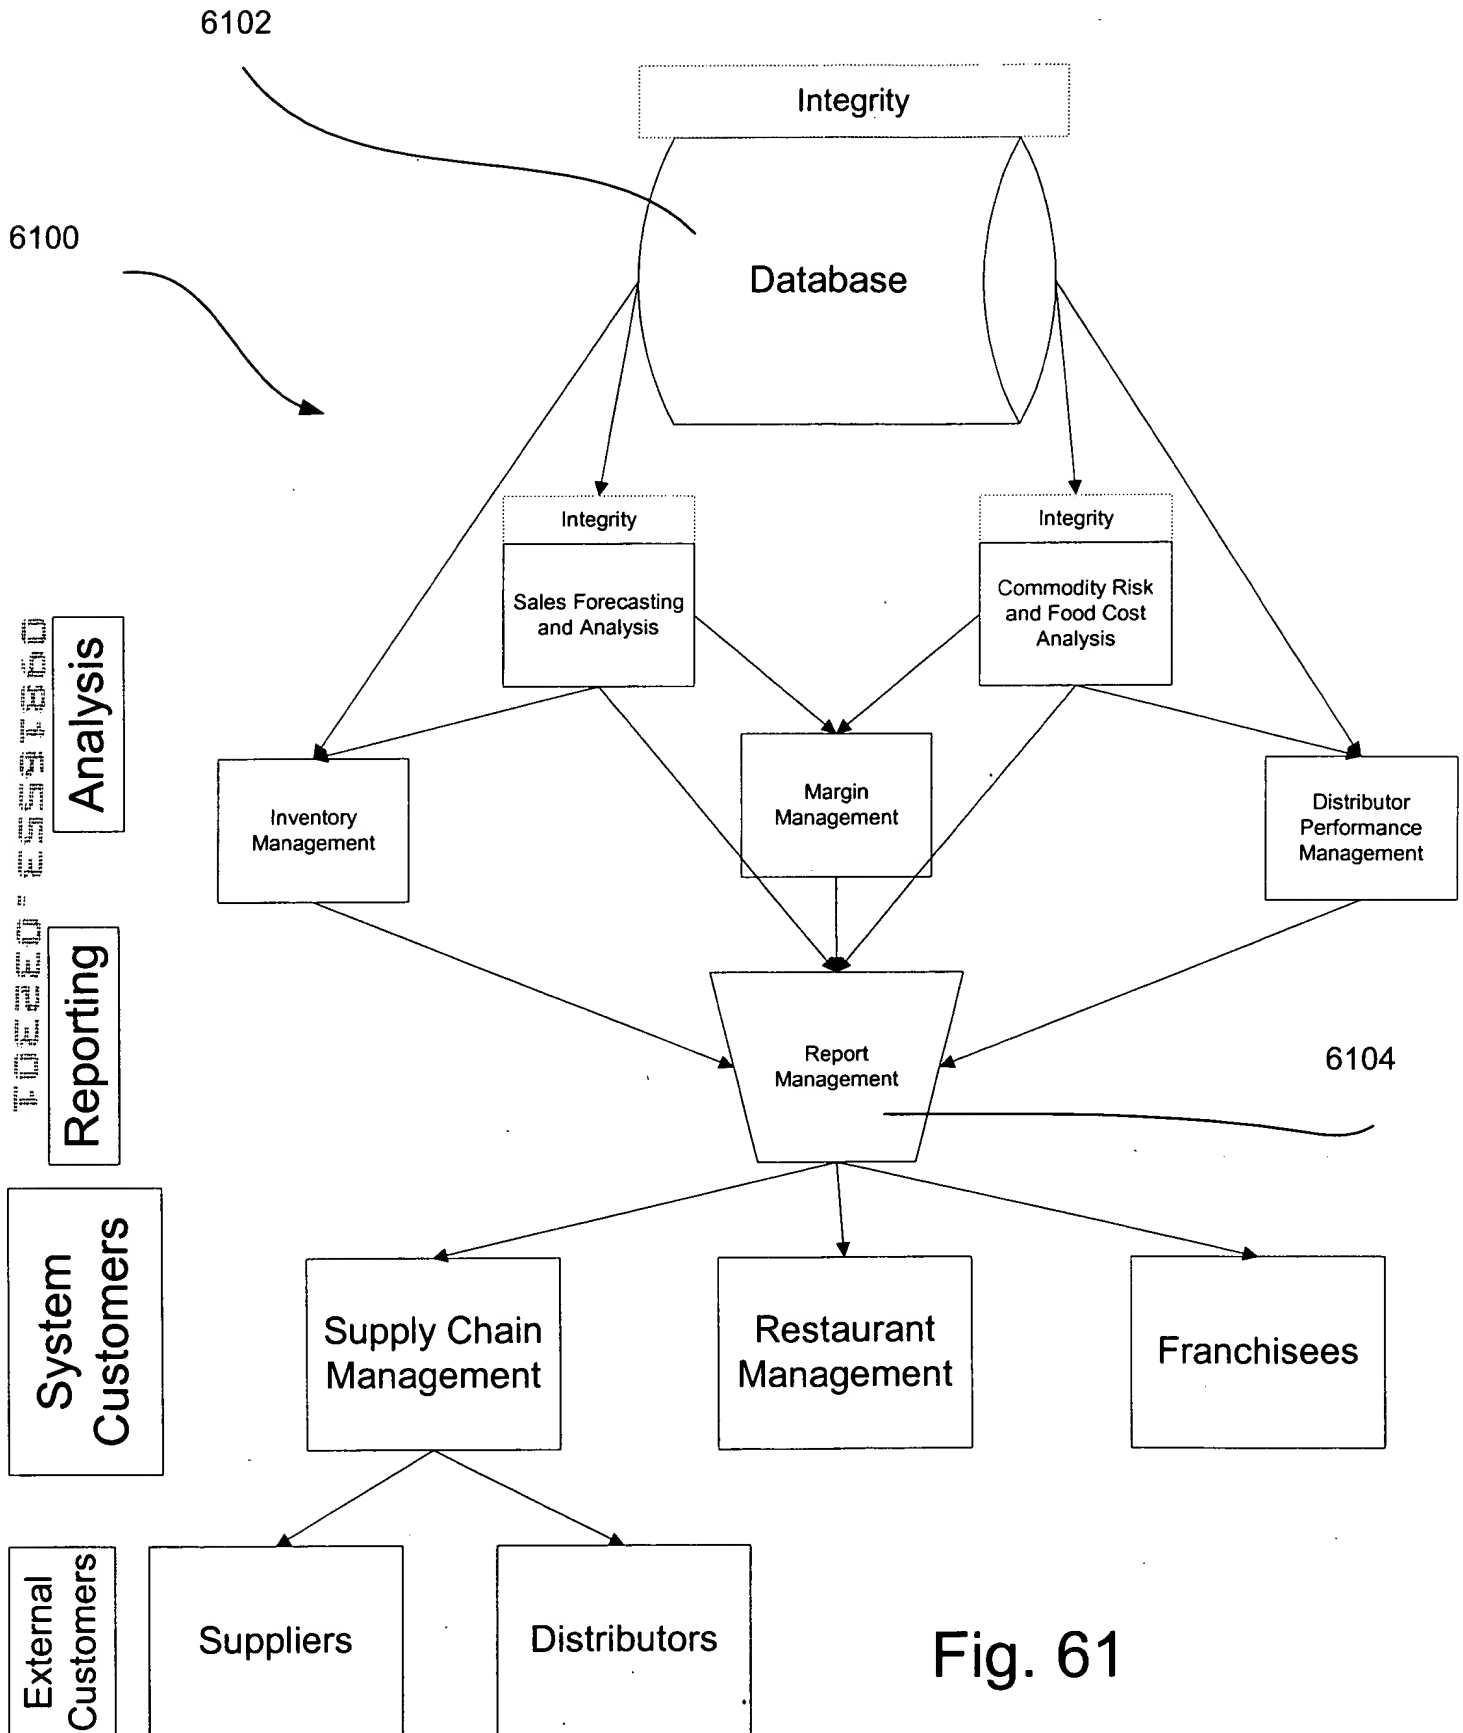 6102
Integrity
6100
Database
Integrity
Integrity
Sales Forecasting
and Analysis
Commodity Risk
and Food Cost
Analysis
Analysis
Inventory
Management
Margin
Management
Distributor
Performance
Management
Reporting
Report
Management
6104
System
Customers
Supply Chain
Management
Restaurant
Management
Franchisees
External
Customers
Suppliers
Distributors
Fig. 61